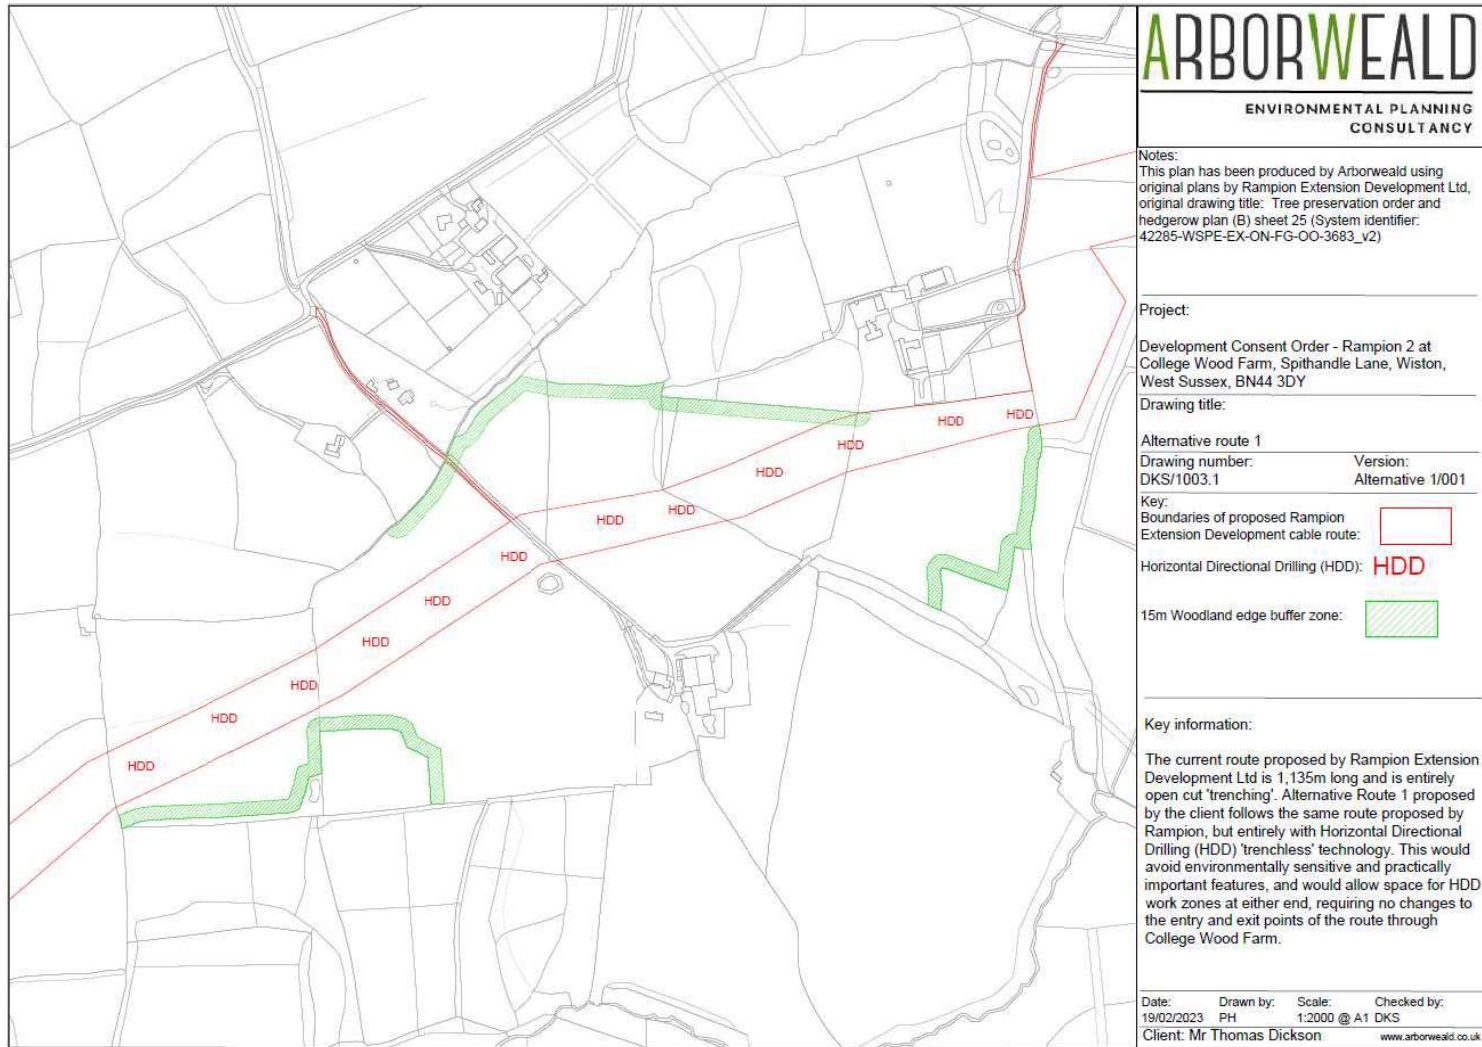 ARBORWEALD
ENVIRONMENTAL PLANNING
CONSULTANCY
Notes:
This plan has been produced by Arborweald using
original plans by Rampion Extension Development Ltd,
original drawing title: Tree preservation order and
hedgerow plan (B) sheet 25 (System identifier:
42285-WSPE-EX-ON-FG-OO-3683_v2)
Project:
Development Consent Order - Rampion 2 at
College Wood Farm, Spithandle Lane, Wiston,
West Sussex, BN44 3DY
Drawing title:
Alternative route 1
Drawing number: Version:
DKS/1003.1 Alternative 1/001
Key:
Boundaries of proposed Rampion
Extension Development cable route:
Horizontal Directional Drilling (HDD): HDD
15m Woodland edge buffer zone:
Key information:
The current route proposed by Rampion Extension
Development Ltd is 1,135m long and is entirely
open cut 'trenching'. Alternative Route 1 proposed
by the client follows the same route proposed by
Rampion, but entirely with Horizontal Directional
Drilling (HDD) 'trenchless' technology. This would
avoid environmentally sensitive and practically
important features, and would allow space for HDD
work zones at either end, requiring no changes to
the entry and exit points of the route through
College Wood Farm.
Date: Drawn by: Scale: Checked by:
19/02/2023 PH 1:2000 @ A1 DKS
Client: Mr Thomas Dickson www.arborweald.co.uk
HDD
HDD
HDD
HDD
HDD
HDD
HDD
HDD
HDD
HDD
HDD
HDD
HDD